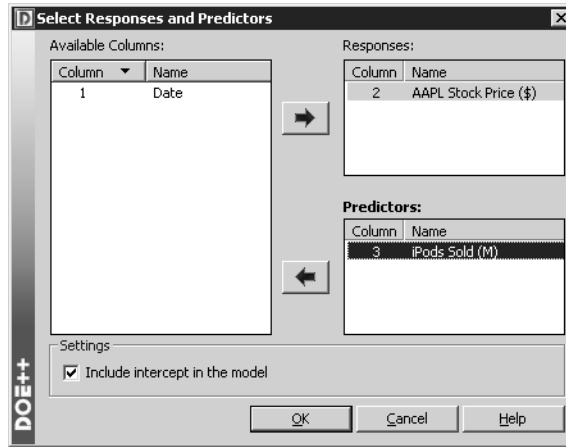 Select Responses and Predictors
Available Columns:
Column Name
1 Date
Responses:
Column Name
2 AAPL Stock Price ($)
Predictors:
Column Name
3 iPods Sold (M)
Settings
Include intercept in the model
OK Cancel Help
DOE++